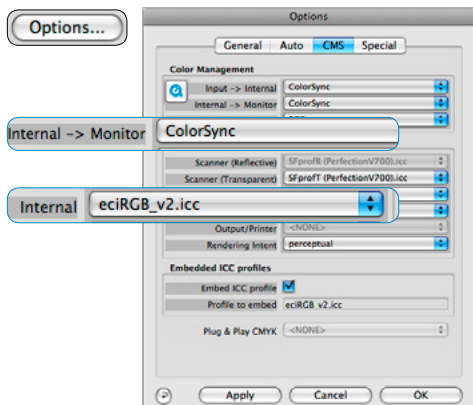 Options...
Options
General Auto CMS Special
Color Management
Input -> Internal ColorSync
Internal -> Monitor ColorSync
Internal -> Monitor ColorSync
Scanner (Reflective) SFprofR (PerfectionV700).icc
Scanner (Transparent) SFprofT (PerfectionV700).icc
Internal eciRGB_v2.icc
Output/Printer <NONE>
Rendering Intent perceptual
Embedded ICC profiles
Embed ICC profile
Profile to embed eciRGB_v2.icc
Plug & Play CMYK <NONE>
Apply Cancel OK